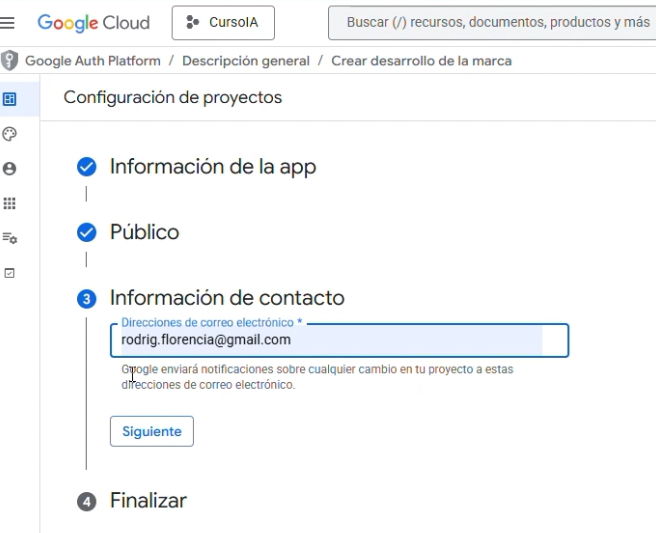 Google Cloud
CursoIA
Buscar (/) recursos, documentos, productos y más
Google Auth Platform / Descripción general / Crear desarrollo de la marca
Configuración de proyectos
Información de la app
Público
3 Información de contacto
Direcciones de correo electrónico *
rodrig.florencia@gmail.com
Google enviará notificaciones sobre cualquier cambio en tu proyecto a estas
direcciones de correo electrónico.
Siguiente
4 Finalizar